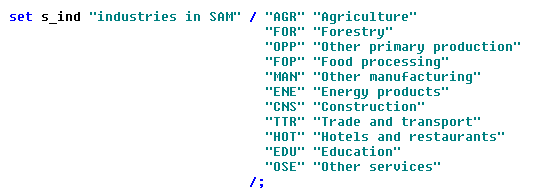 set s_ind "industries in SAM" / "AGR" "Agriculture"
"FOR" "Forestry"
"OPP" "Other primary production"
"FOP" "Food processing"
"MAN" "Other manufacturing"
"ENE" "Energy products"
"CNS" "Construction"
"TTR" "Trade and transport"
"HOT" "Hotels and restaurants"
"EDU" "Education"
"OSE" "Other services"
/;